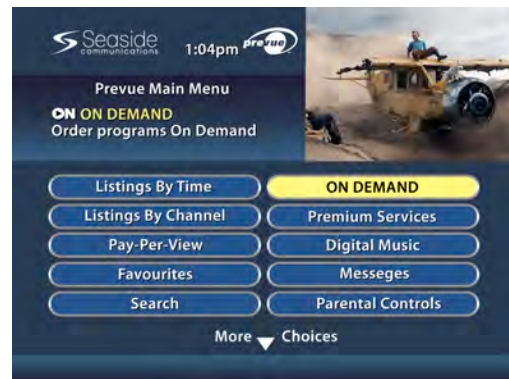 Seaside
communications
1:04pm prevue
Prevue Main Menu
ON ON DEMAND
Order programs On Demand
Listings By Time
ON DEMAND
Listings By Channel
Premium Services
Pay-Per-View
Digital Music
Favourites
Messeges
Search
Parental Controls
More Choices